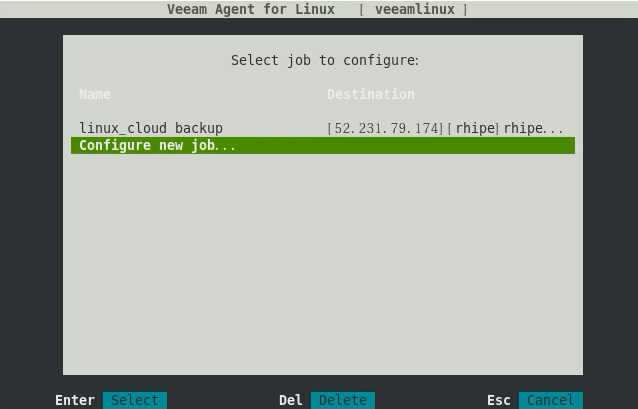 Veeam Agent for Linux [ veeamlinux ]
Select job to configure:
Name Destination
linux_cloud backup [52.231.79.174][rhipe]rhipe...
Configure new job...
Enter Select Del Delete Esc Cancel